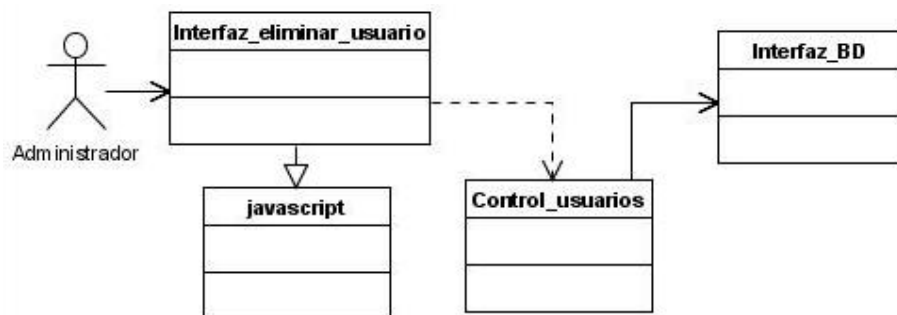 Interfaz_eliminar_usuario
Interfaz_BD
Administrador
javascript
Control_usuarios